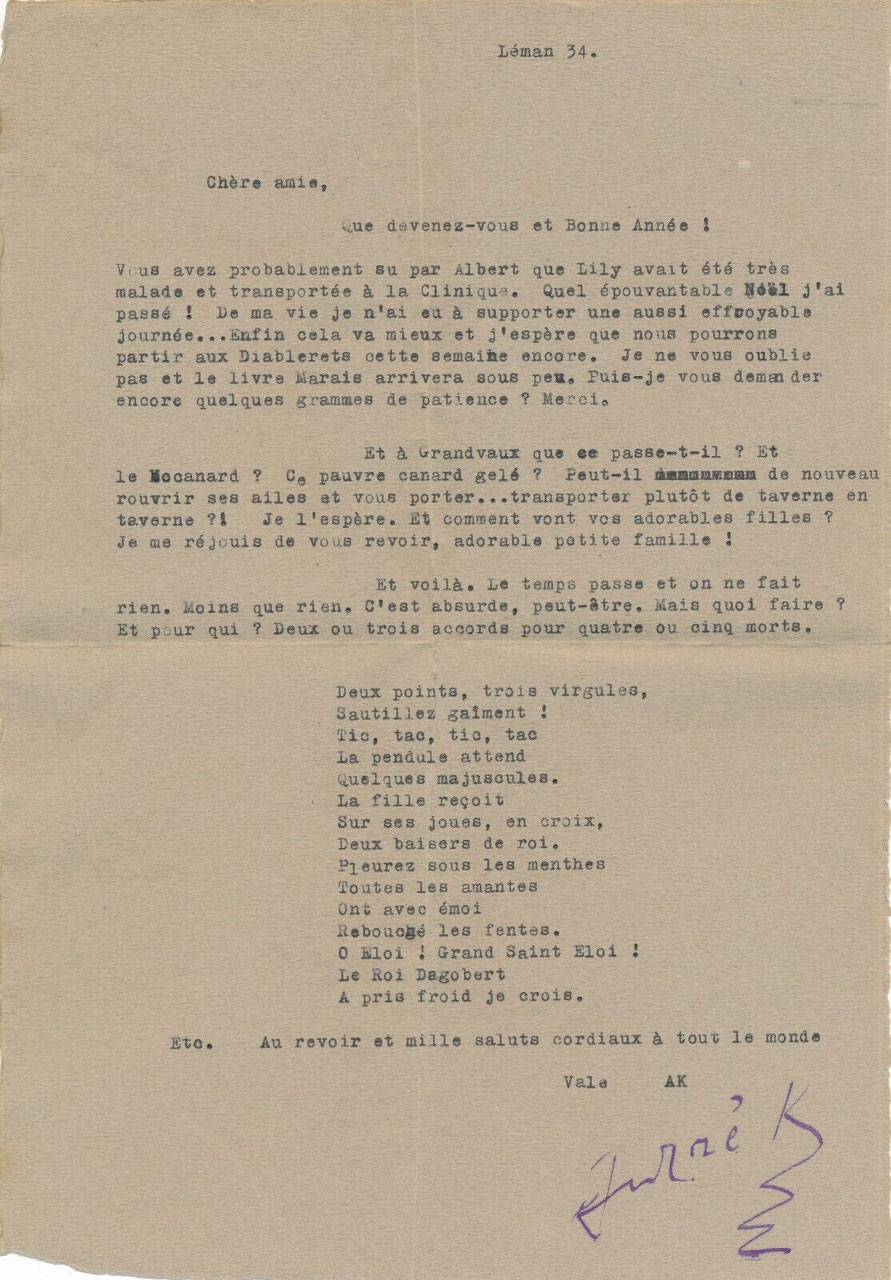 Léman 34.
Chère amie,
Que devenez-vous et Bonne Année !
Vous avez probablement su par Albert que Lily avait été très
malade et transportée à la Clinique. Quel épouvantable Noël j'ai
passé ! De ma vie je n'ai eu à supporter une aussi effroyable
journée...Enfin cela va mieux et j'espère que nous pourrons
partir aux Diablerets cette semaine encore. Je ne vous oublie
pas et le livre Marais arrivera sous peu. Puis-je vous demander
encore quelques grammes de patience ? Merci.
Et à Grandvaux que ce passe-t-il ? Et
le canard ? Ce pauvre canard gelé ? Peut-il de nouveau
rouvrir ses ailes et vous porter...transporter plutôt de taverne en
taverne ?! Je l'espère. Et comment vont vos adorables filles ?
Je me réjouis de vous revoir, adorable petite famille !
Et voilà. Le temps passe et on ne fait
rien. Moins que rien. C'est absurde, peut-être. Mais quoi faire ?
Et pour qui ? Deux ou trois accords pour quatre ou cinq morts.
Deux points, trois virgules,
Sautillez gaîment !
Tic, tac, tic, tac
La pendule attend
Quelques majuscules.
La fille reçoit
Sur ses joues, en croix,
Deux baisers de roi.
Pleurez sous les menthes
Toutes les amantes
Ont avec émoi
Rebouché les fentes.
O Eloi ! Grand Saint Eloi !
Le Roi Dagobert
A pris froid je crois.
Etc. Au revoir et mille saluts cordiaux à tout le monde
Vale AK
André K